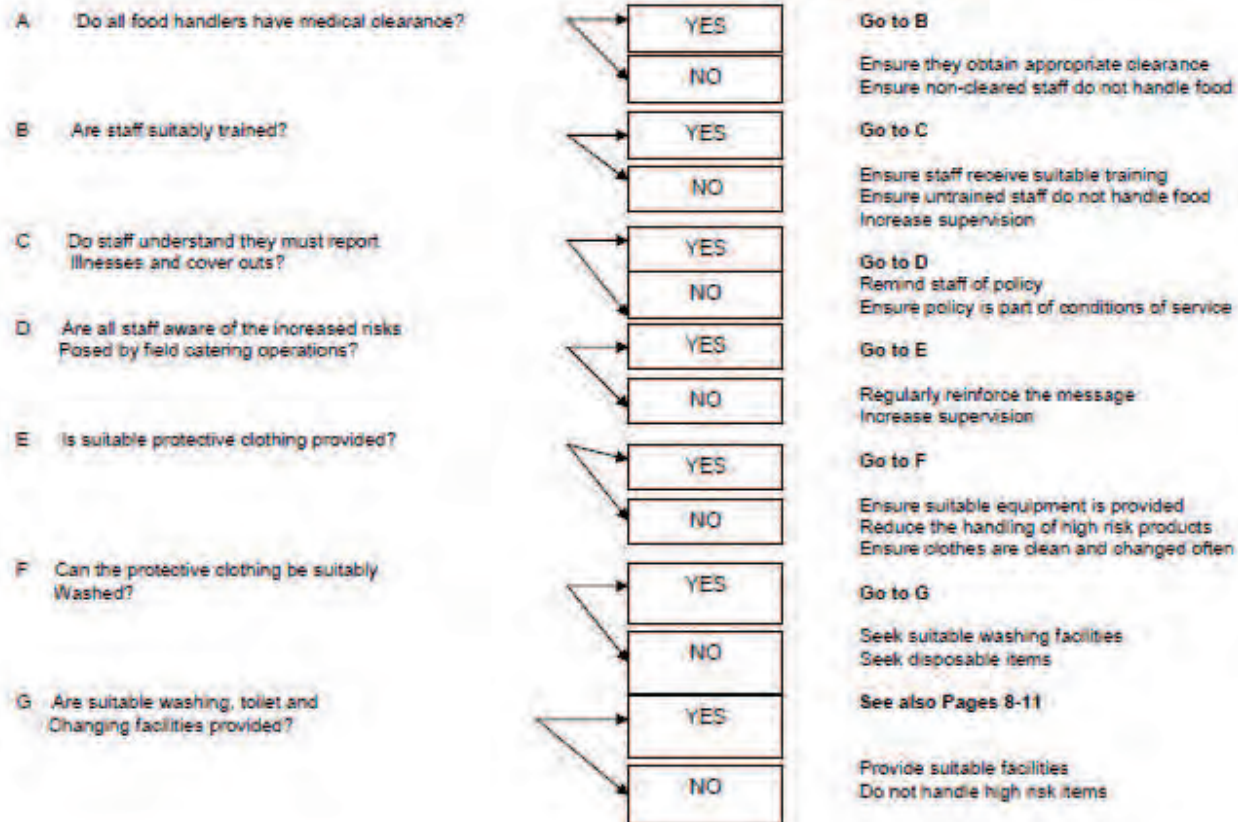 A 'Do all food handlers have medical clearance?
YES
Go to B
NO
Ensure they obtain appropriate clearance
Ensure non-cleared staff do not handle food
B Are staff suitably trained?
YES
Go to C
NO
Ensure staff receive suitable training
Ensure untrained staff do not handle food
Increase supervision
C Do staff understand they must report
Illnesses and cover outs?
YES
Go to D
NO
Remind staff of policy
Ensure policy is part of conditions of service
D Are all staff aware of the increased risks
Posed by field catering operations?
YES
Go to E
NO
Regularly reinforce the message
Increase supervision
E Is suitable protective clothing provided?
YES
Go to F
NO
Ensure suitable equipment is provided
Reduce the handling of high risk products
Ensure clothes are clean and changed often
F Can the protective clothing be suitably
Washed?
YES
Go to G
NO
Seek suitable washing facilities
Seek disposable items
G Are suitable washing, toilet and
Changing facilities provided?
YES
See also Pages 8-11
NO
Provide suitable facilities
Do not handle high risk items